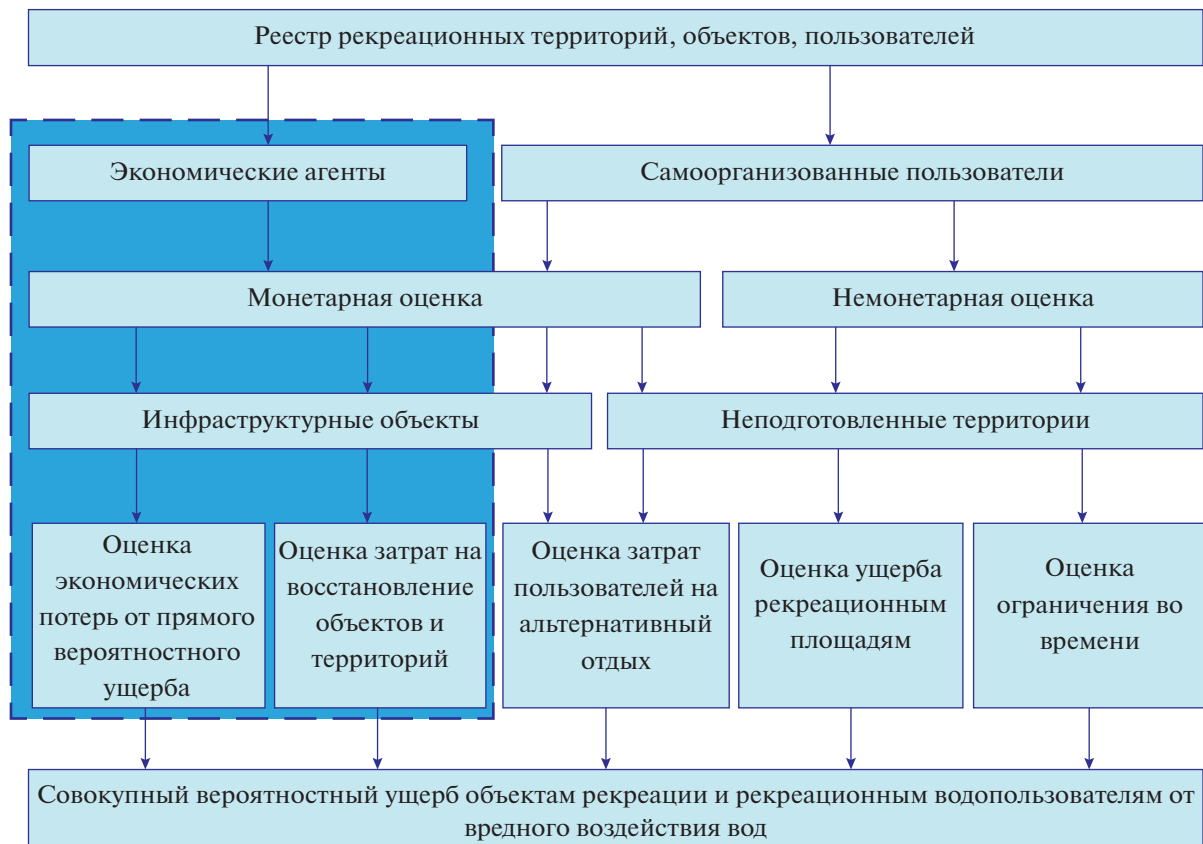 Реестр рекреационных территорий, объектов, пользователей
Экономические агенты
Самоорганизованные пользователи
Монетарная оценка
Немонетарная оценка
Инфраструктурные объекты
Неподготовленные территории
Оценка
экономических
потерь от прямого
вероятностного
ущерба
Оценка затрат на
восстановление
объектов и
территорий
Оценка затрат
пользователей на
альтернативный
отдых
Оценка ущерба
рекреационным
площадям
Оценка
ограничения во
времени
Совокупный вероятностный ущерб объектам рекреации и рекреационным водопользователям от
вредного воздействия вод